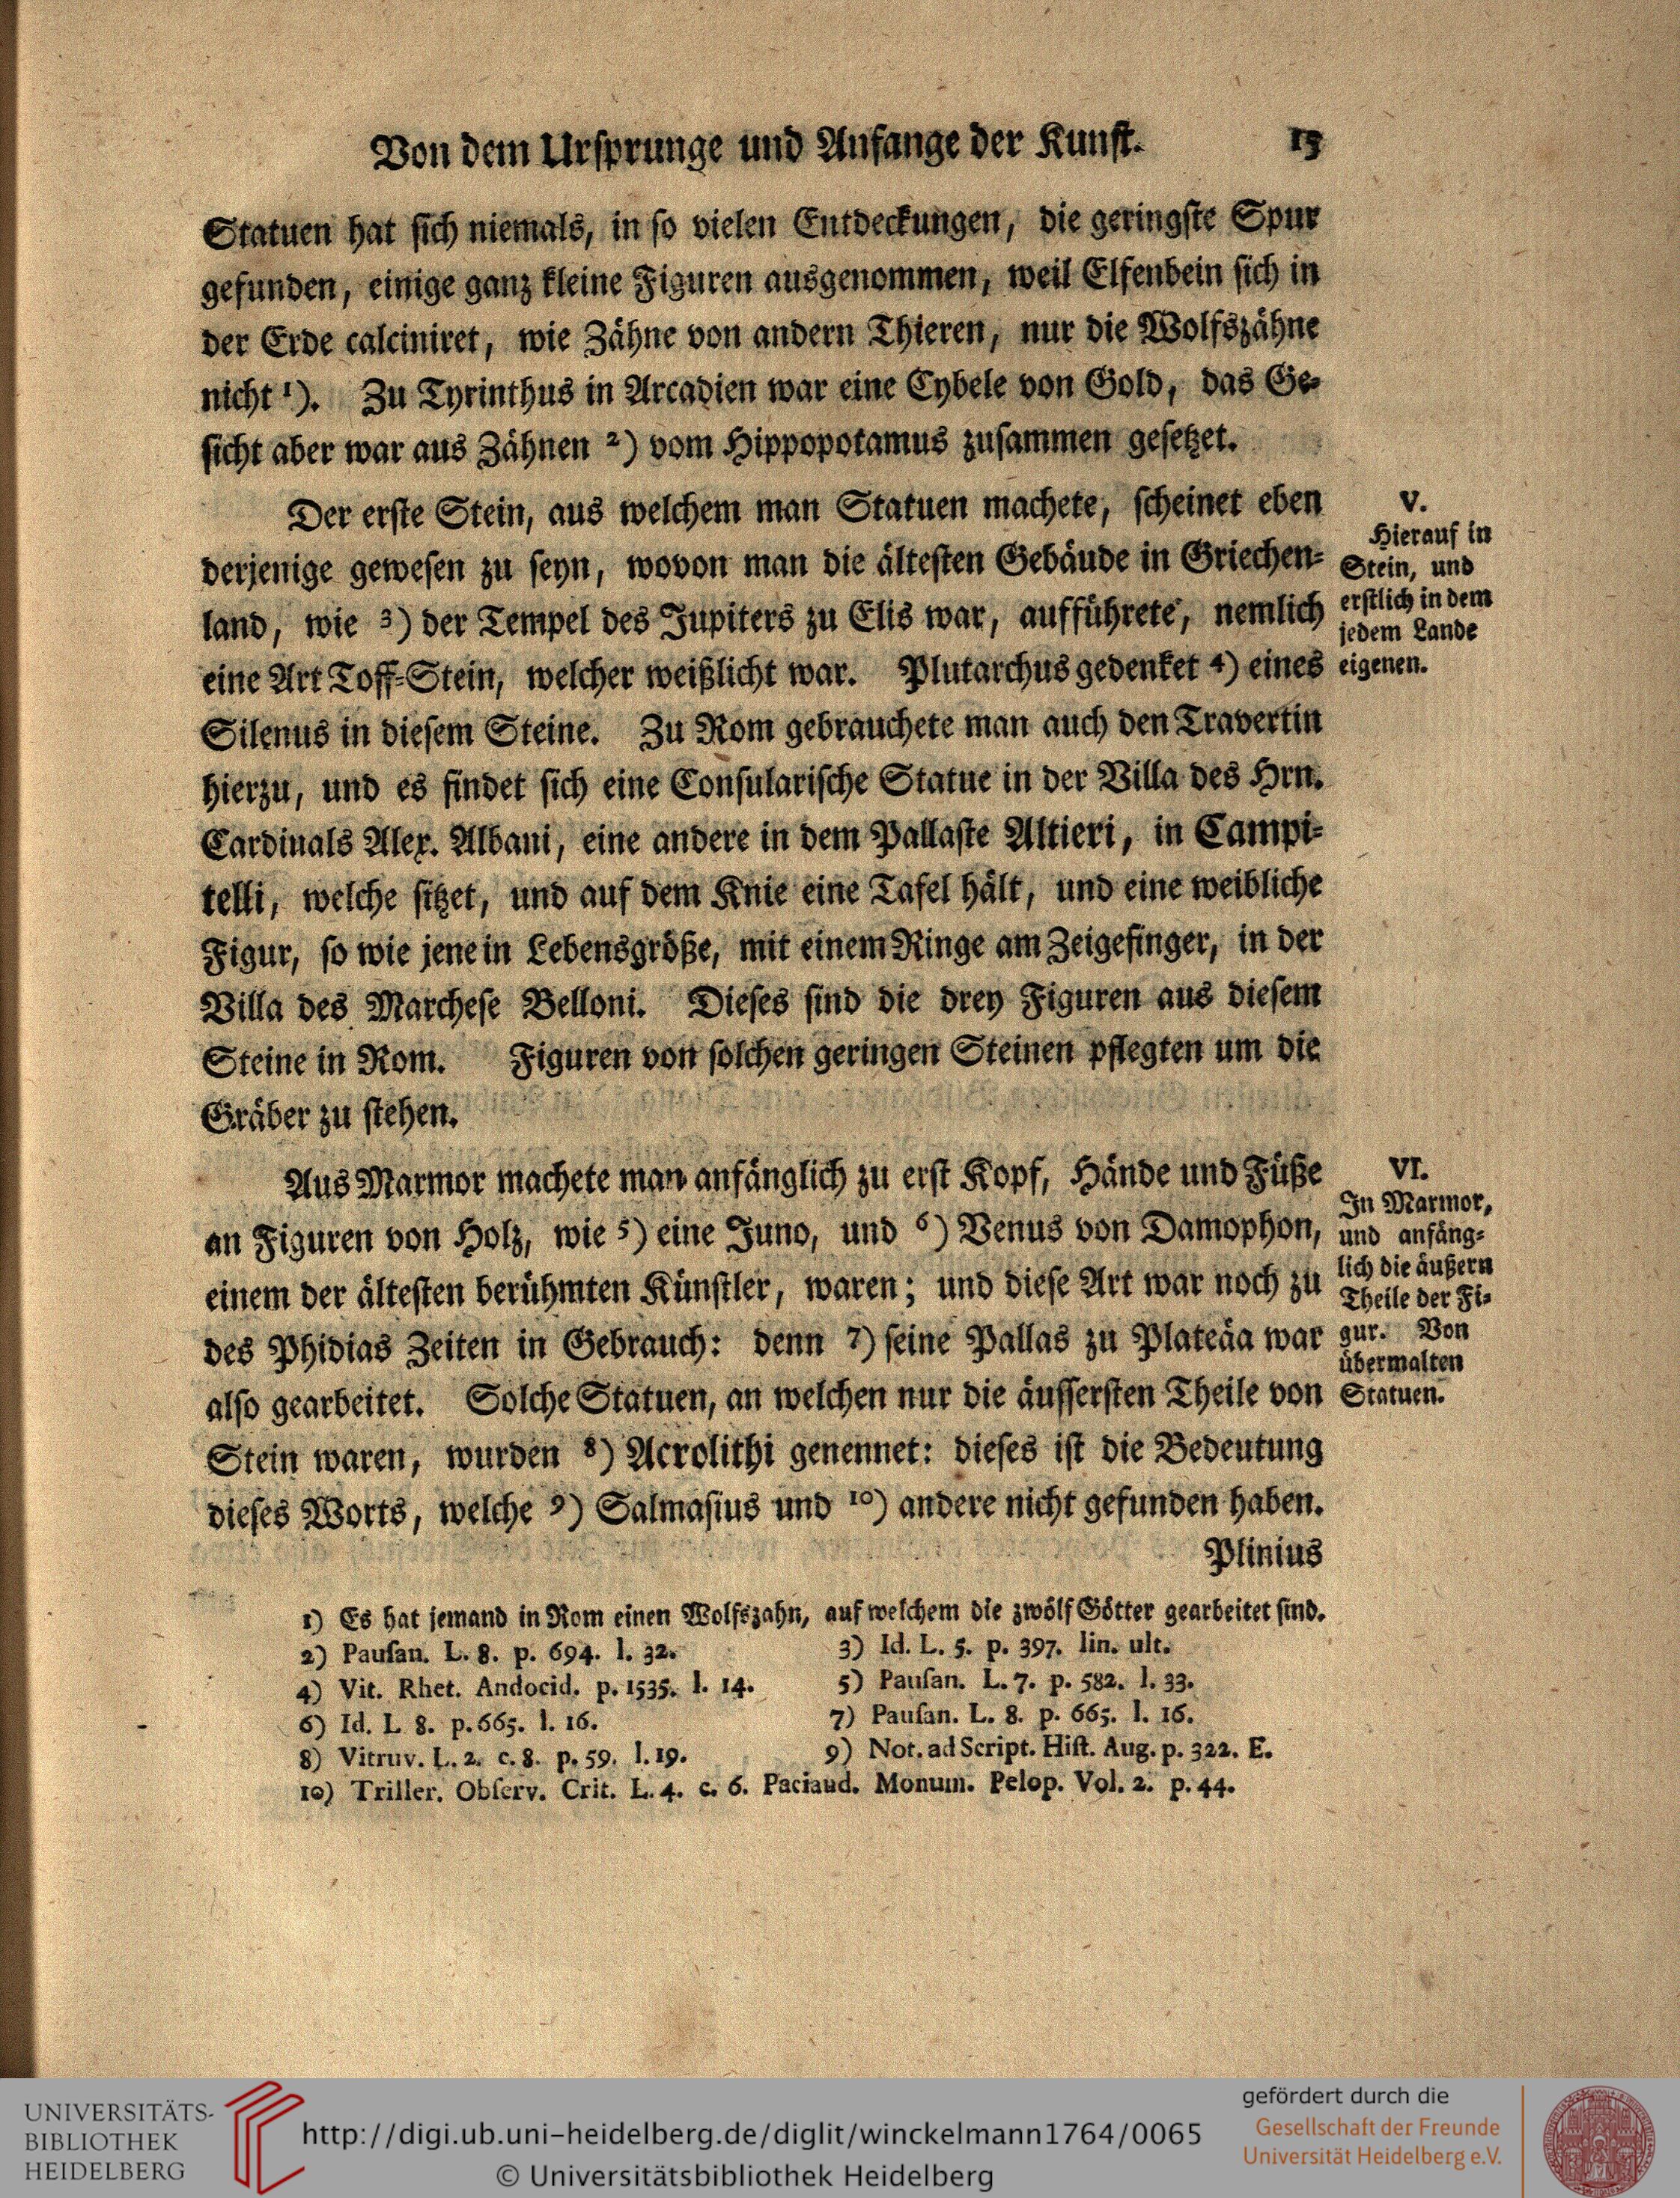 Von dem Ursprunge und Anfange der Kunst. 15
Statuen hat sich niemals, in so vielen Entdeckungen, die geringste Spur
gefunden, einige ganz kleine Figuren ausgenommen, weil Elfenbein sich in
der Erde calciniret, wie Zähne von andern Thieren, nur die Wolfszähne
nicht ¹). Zu Tyrinthus in Arcadien war eine Cybele von Gold, das Ge-
sicht aber war aus Zähnen ²) vom Hippopotamus zusammen gesetzet.
Der erste Stein, aus welchem man Statuen machete, scheinet eben
derjenige gewesen zu seyn, wovon man die ältesten Gebäude in Griechen-
land, wie ³) der Tempel des Jupiters zu Elis war, aufführete, nemlich
eine Art Toff-Stein, welcher weißlicht war. Plutarchus gedenket ⁴) eines
Silenus in diesem Steine. Zu Rom gebrauchete man auch den Travertin
hierzu, und es findet sich eine Consularische Statue in der Villa des Hrn.
Cardinals Alex. Albani, eine andere in dem Pallaste Altieri, in Campi-
telli, welche sitzet, und auf dem Knie eine Tafel hält, und eine weibliche
Figur, so wie jene in Lebensgröße, mit einem Ringe am Zeigefinger, in der
Villa des Marchese Belloni. Dieses sind die drey Figuren aus diesem
Steine in Rom. Figuren von solchen geringen Steinen pflegten um die
Gräber zu stehen.
V.
Hierauf in
Stein, und
erstlich in dem
jedem Lande
eigenen.
Aus Marmor machete man anfänglich zu erst Kopf, Hände und Füße
an Figuren von Holz, wie ⁵) eine Juno, und ⁶) Venus von Damophon,
einem der ältesten berühmten Künstler, waren; und diese Art war noch zu
des Phidias Zeiten in Gebrauch: denn ⁷) seine Pallas zu Plateäa war
also gearbeitet. Solche Statuen, an welchen nur die äussersten Theile von
Stein waren, wurden ⁸) Acrolithi genennet: dieses ist die Bedeutung
dieses Worts, welche ⁹) Salmasius und ¹⁰) andere nicht gefunden haben.
Plinius
VI.
In Marmor,
und anfäng-
lich die äußern
Theile der Fi-
gur. Von
übermalten
Statuen.
1) Es hat jemand in Rom einen Wolfszahn, auf welchem die zwölf Götter gearbeitet sind.
2) Pausan. L. 8. p. 694. l. 32. 3) Id. L. 5. p. 397. lin. ult.
4) Vit. Rhet. Andocid. p. 1535. l. 14. 5) Pausan. L. 7. p. 582. l. 33.
6) Id. L 8. p. 665. l. 16. 7) Pausan. L. 8. p. 665. l. 16.
8) Vitruv. L. 2. c. 8. p. 59. l. 19. 9) Not. ad Script. Hist. Aug. p. 322. E.
10) Triller. Observ. Crit. L. 4. c. 6. Paciaud. Monum. Pelop. Vol. 2. p. 44.
UNIVERSITÄTS-
BIBLIOTHEK
HEIDELBERG
http://digi.ub.uni-heidelberg.de/diglit/winckelmann1764/0065
© Universitätsbibliothek Heidelberg
gefördert durch die
Gesellschaft der Freunde
Universität Heidelberg e.V.